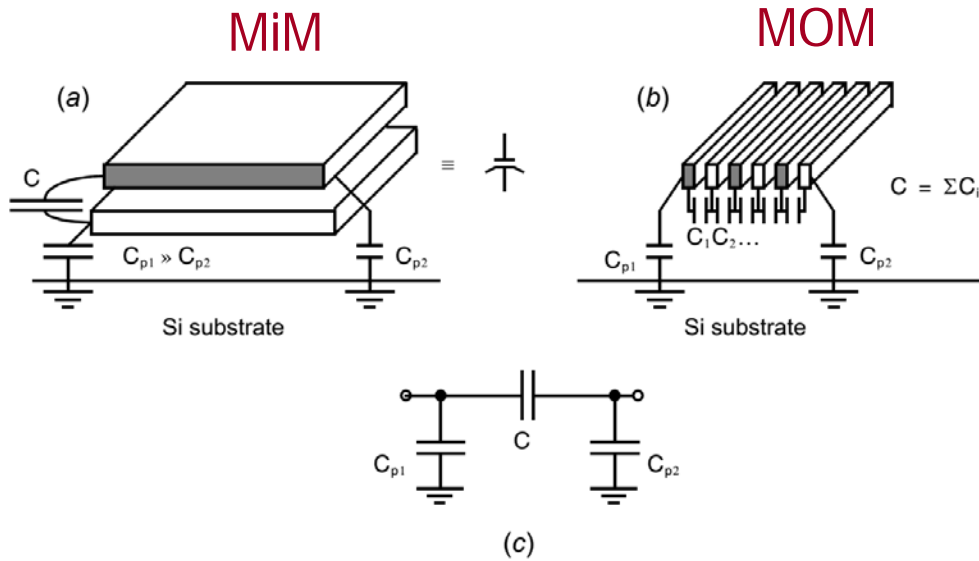 MiM
MOM
(a)
(b)
C
≡
C = ΣCᵢ
Cₚ₁ » Cₚ₂
Cₚ₂
C₁C₂...
Cₚ₁
Cₚ₂
Si substrate
Si substrate
C
Cₚ₁
Cₚ₂
(c)